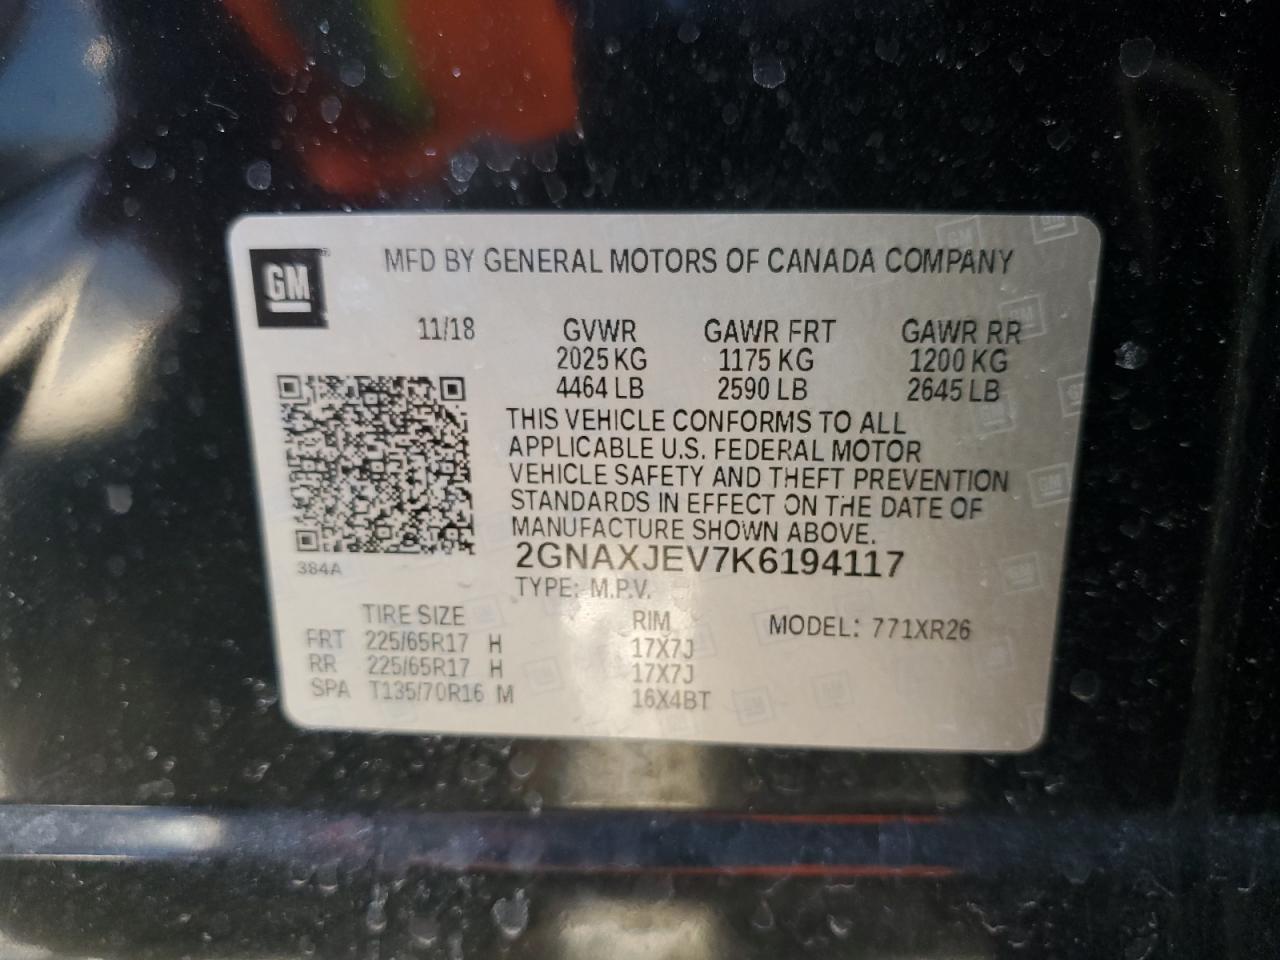 GM
MFD BY GENERAL MOTORS OF CANADA COMPANY
11/18 GVWR GAWR FRT GAWR RR
2025 KG 1175 KG 1200 KG
4464 LB 2590 LB 2645 LB
THIS VEHICLE CONFORMS TO ALL
APPLICABLE U.S. FEDERAL MOTOR
VEHICLE SAFETY AND THEFT PREVENTION
STANDARDS IN EFFECT ON THE DATE OF
MANUFACTURE SHOWN ABOVE.
384A
2GNAXJEV7K6194117
TYPE: M.P.V.
TIRE SIZE RIM MODEL: 771XR26
FRT 225/65R17 H 17X7J
RR 225/65R17 H 17X7J
SPA T135/70R16 M 16X4BT